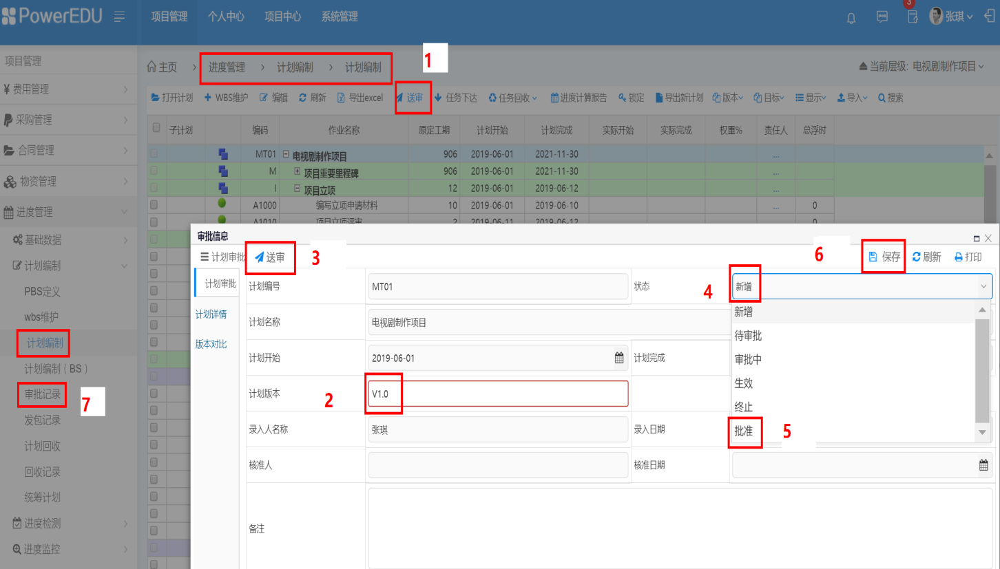 PowerEDU 项目管理 个人中心 项目中心 系统管理 3 张琪
项目管理
主页 > 进度管理 > 计划编制 > 计划编制 1 当前层级: 电视剧制作项目
费用管理
打开计划 WBS维护 编辑 刷新 导出excel 送审 任务下达 任务回收 进度计算报告 锁定 导出新计划 版本 目标 显示 导入 搜索
采购管理
子计划 编码 作业名称 原定工期 计划开始 计划完成 实际开始 实际完成 权重% 责任人 总浮时
合同管理
MT01 电视剧制作项目 906 2019-06-01 2021-11-30 ...
M 项目重要里程碑 906 2019-06-01 2021-11-30 ...
物资管理
I 项目立项 12 2019-06-01 2019-06-12 ...
A1000 编写立项申请材料 10 2019-06-01 2019-06-10 ... 0
进度管理
A1010 项目立项评审 2 2019-06-11 2019-06-12 0
审批信息
基础数据
计划审批 送审 3 6 保存 刷新 打印
计划编制
计划审批 计划编号 MT01 状态 4 新增
PBS定义
计划详情 新增
wbs维护
计划名称 电视剧制作项目
待审批
计划编制
版本对比
计划开始 2019-06-01 计划完成 审批中
计划编制（BS）
生效
审批记录 7
计划版本 2 V1.0
终止
发包记录
录入人名称 张琪 录入日期 批准 5
计划回收
核准人 核准日期
回收记录
统筹计划
进度检测
备注
进度监控